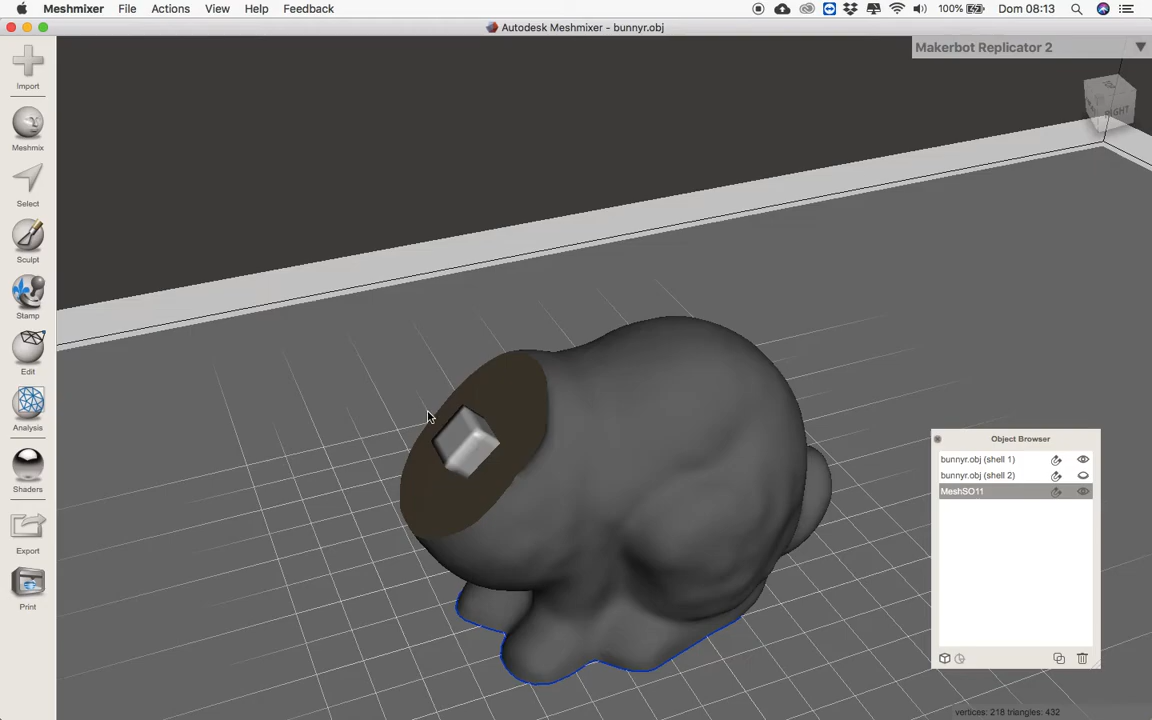 Meshmixer File Actions View Help Feedback 100% Dom 08:13
Autodesk Meshmixer - bunnyr.obj
Makerbot Replicator 2
RIGHT
Import
Meshmix
Select
Sculpt
Stamp
Edit
Analysis
Shaders
Export
Print
Object Browser
bunnyr.obj (shell 1)
bunnyr.obj (shell 2)
MeshSO11
vertices: 218 triangles: 432